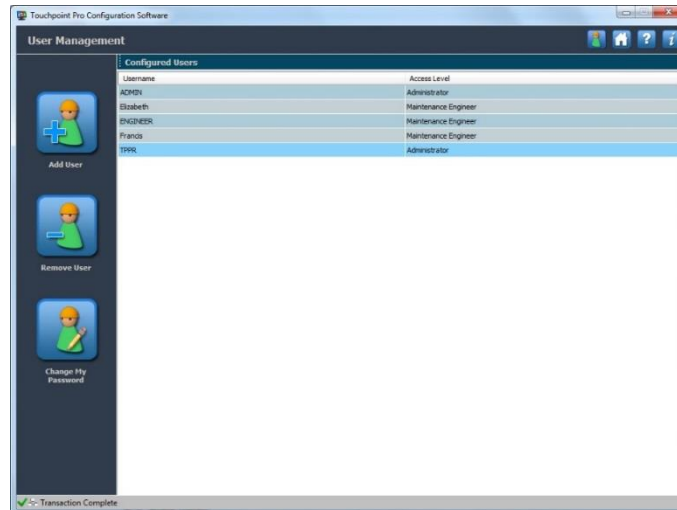 Touchpoint Pro Configuration Software
User Management
?
i
Configured Users
Username Access Level
ADMIN Administrator
Elizabeth Maintenance Engineer
ENGINEER Maintenance Engineer
Francis Maintenance Engineer
TPPR Administrator
Add User
Remove User
Change My
Password
Transaction Complete